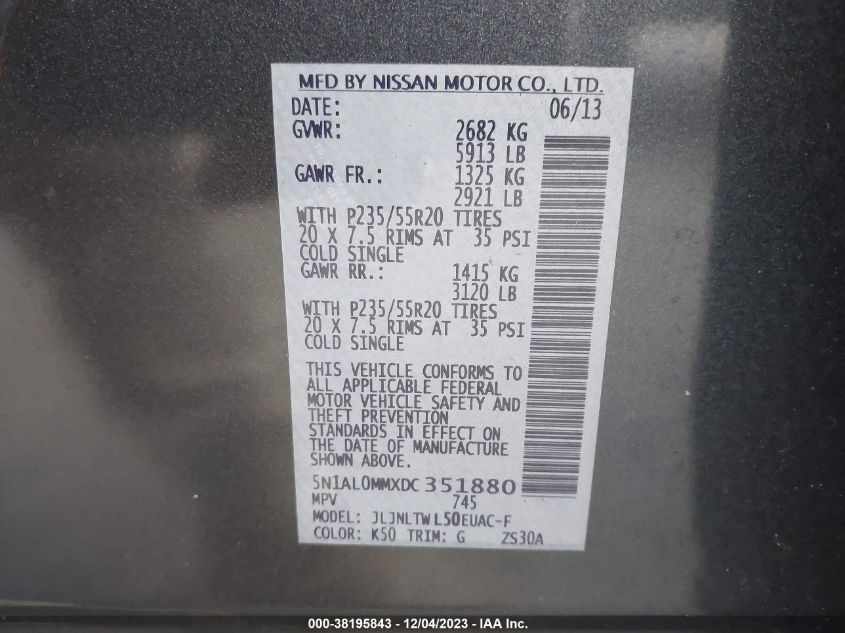 MFD BY NISSAN MOTOR CO., LTD.
DATE: 06/13
GVWR: 2682 KG
5913 LB
GAWR FR.: 1325 KG
2921 LB
WITH P235/55R20 TIRES
20 X 7.5 RIMS AT 35 PSI
COLD SINGLE
GAWR RR.: 1415 KG
3120 LB
WITH P235/55R20 TIRES
20 X 7.5 RIMS AT 35 PSI
COLD SINGLE
THIS VEHICLE CONFORMS TO
ALL APPLICABLE FEDERAL
MOTOR VEHICLE SAFETY AND
THEFT PREVENTION
STANDARDS IN EFFECT ON
THE DATE OF MANUFACTURE
SHOWN ABOVE.
5N1AL0MMXDC351880
MPV 745
MODEL: JLJNLTWL50EUAC-F
COLOR: K50 TRIM: G ZS30A
000-38195843 - 12/04/2023 - IAA Inc.